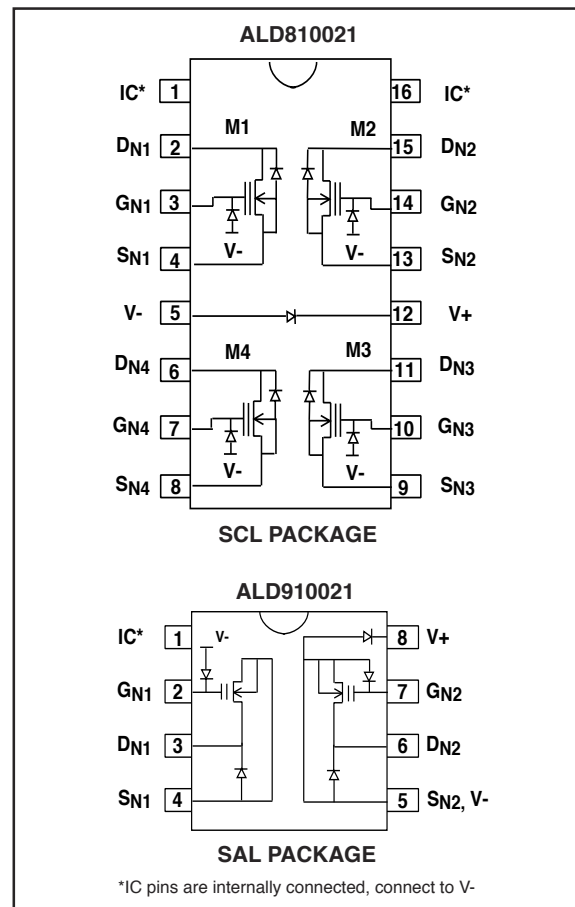 ALD810021
IC* 1 16 IC*
M1 M2
DN1 2 15 DN2
GN1 3 14 GN2
V- V-
SN1 4 13 SN2
V- 5 12 V+
M4 M3
DN4 6 11 DN3
GN4 7 10 GN3
V- V-
SN4 8 9 SN3
SCL PACKAGE
ALD910021
IC* 1 V- 8 V+
GN1 2 7 GN2
DN1 3 6 DN2
SN1 4 5 SN2, V-
SAL PACKAGE
*IC pins are internally connected, connect to V-